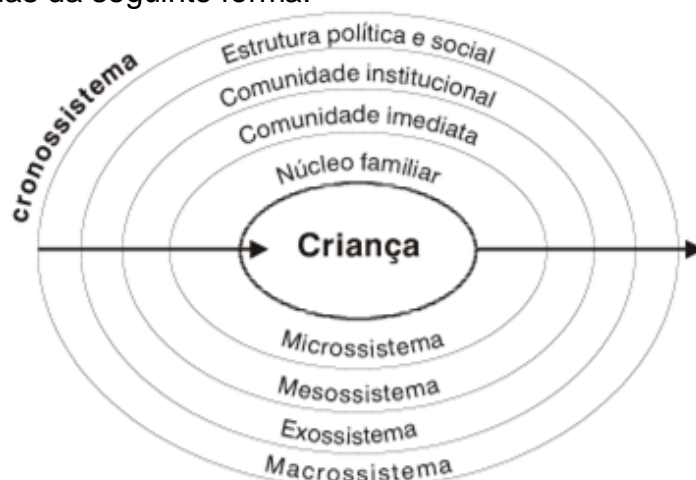 das da seguinte forma:
cronossistema
Estrutura política e social
Comunidade institucional
Comunidade imediata
Núcleo familiar
Criança
Microssistema
Mesossistema
Exossistema
Macrossistema